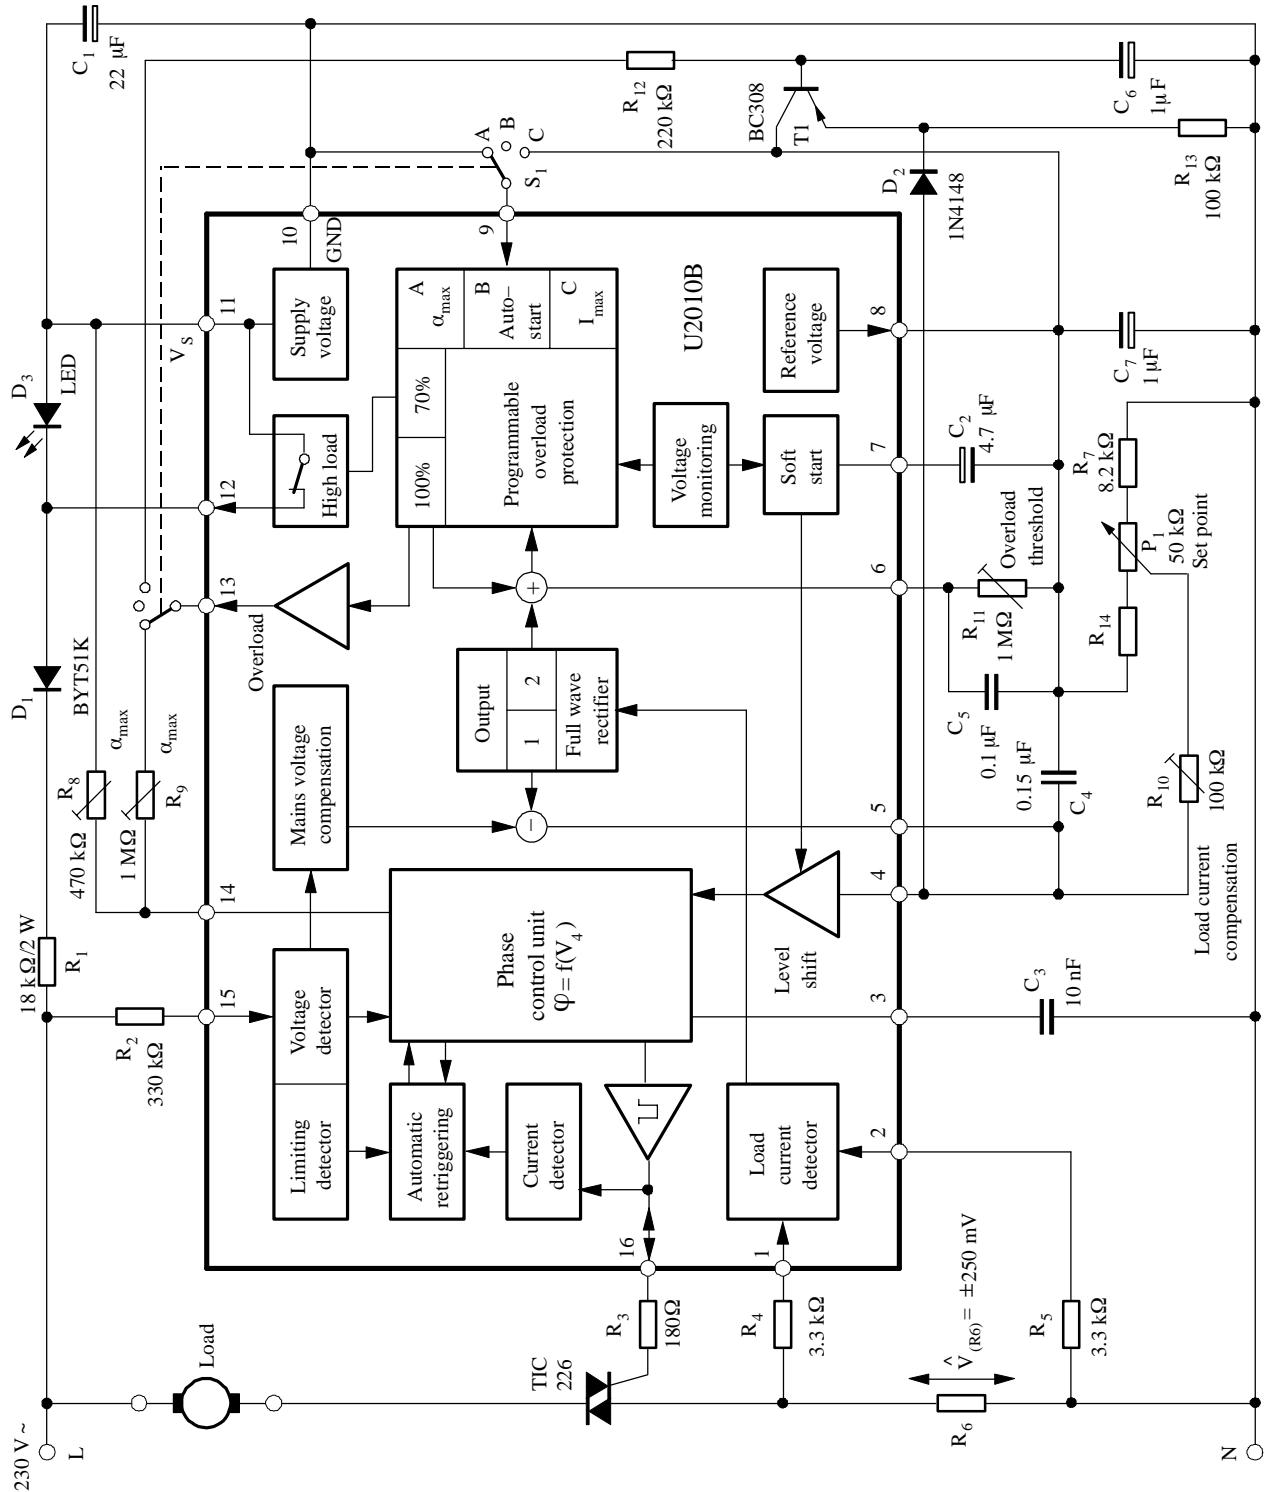 230 V ~
L
Load
R1
18 kΩ/2 W
D1
BYT51K
D3
LED
C1
22 μF
R2
330 kΩ
R8
470 kΩ
αmax
R9
1 MΩ
αmax
VS
15
14
13
12
11
10
GND
9
S1
A
B
C
R12
220 kΩ
BC308
T1
C6
1μF
R13
100 kΩ
D2
1N4148
Limiting
detector
Voltage
detector
Mains voltage
compensation
Overload
High load
Supply
voltage
Automatic
retriggering
Current
detector
Phase
control unit
φ = f(V4)
Output
1
2
Full wave
rectifier
+
−
100%
70%
A
αmax
B
Auto−
start
C
Imax
Programmable
overload
protection
U2010B
Voltage
monitoring
Soft
start
Reference
voltage
Level
shift
Load
current
detector
16
1
2
3
4
5
6
7
8
TIC
226
R3
180Ω
R4
3.3 kΩ
R6
^V(R6) = ±250 mV
R5
3.3 kΩ
C3
10 nF
Load current
compensation
R10
100 kΩ
C4
0.15 μF
C5
0.1 μF
R11
1 MΩ
Overload
threshold
R14
P1
50 kΩ
Set point
R7
8.2 kΩ
C2
4.7 μF
C7
1μF
N